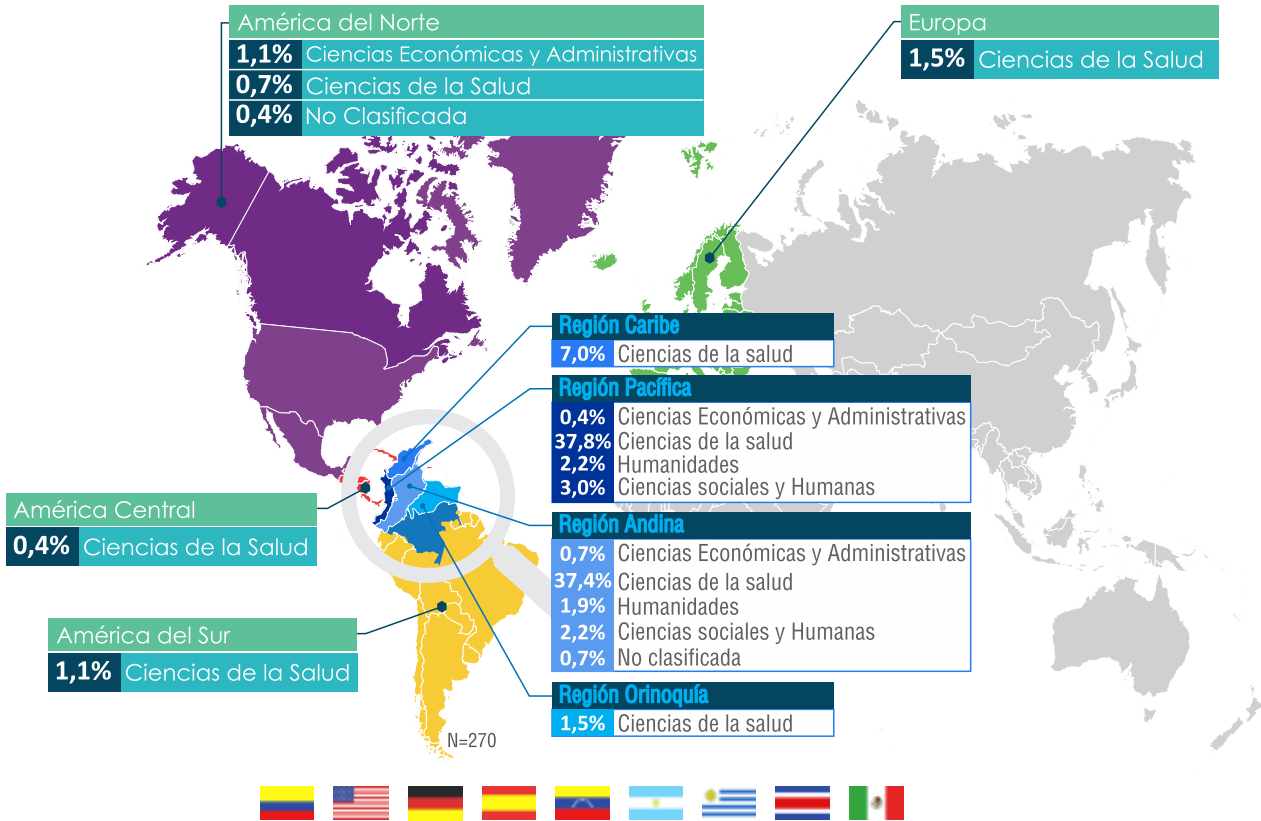 América del Norte
1,1% Ciencias Económicas y Administrativas
0,7% Ciencias de la Salud
0,4% No Clasificada
Europa
1,5% Ciencias de la Salud
Región Caribe
7,0% Ciencias de la salud
Región Pacífica
0,4% Ciencias Económicas y Administrativas
37,8% Ciencias de la salud
2,2% Humanidades
3,0% Ciencias sociales y Humanas
América Central
0,4% Ciencias de la Salud
Región Andina
0,7% Ciencias Económicas y Administrativas
37,4% Ciencias de la salud
1,9% Humanidades
2,2% Ciencias sociales y Humanas
0,7% No clasificada
América del Sur
1,1% Ciencias de la Salud
Región Orinoquía
1,5% Ciencias de la salud
N=270